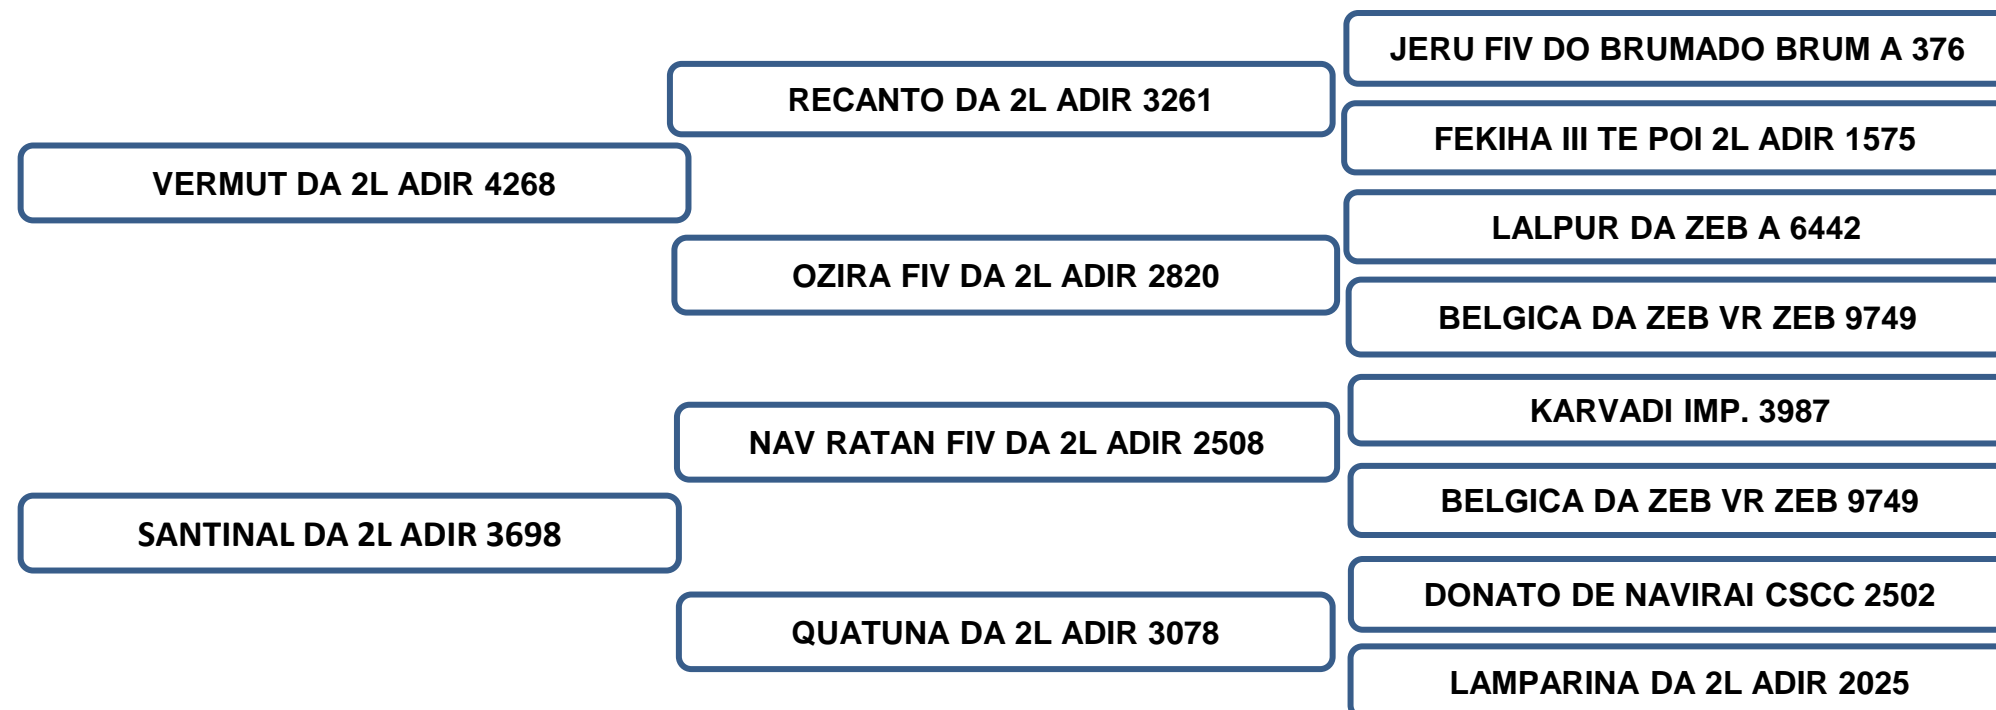 JERU FIV DO BRUMADO BRUM A 376
RECANTO DA 2L ADIR 3261
FEKIHA III TE POI 2L ADIR 1575
VERMUT DA 2L ADIR 4268
LALPUR DA ZEB A 6442
OZIRA FIV DA 2L ADIR 2820
BELGICA DA ZEB VR ZEB 9749
KARVADI IMP. 3987
NAV RATAN FIV DA 2L ADIR 2508
BELGICA DA ZEB VR ZEB 9749
SANTINAL DA 2L ADIR 3698
DONATO DE NAVIRAI CSCC 2502
QUATUNA DA 2L ADIR 3078
LAMPARINA DA 2L ADIR 2025